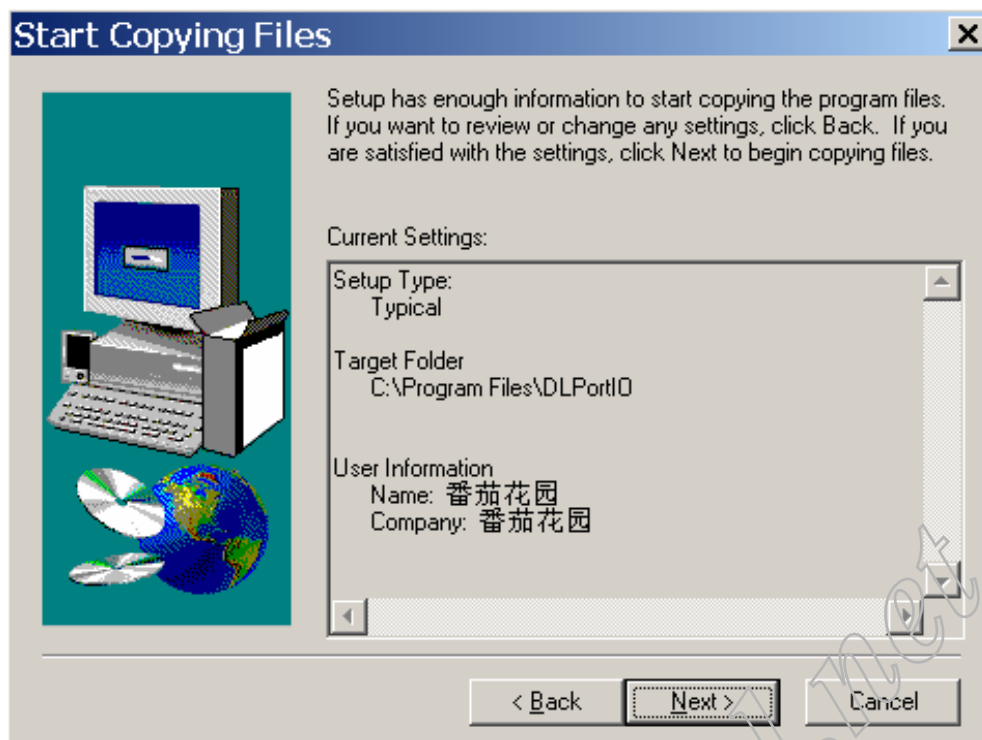 Start Copying Files
Setup has enough information to start copying the program files.
If you want to review or change any settings, click Back. If you
are satisfied with the settings, click Next to begin copying files.
Current Settings:
Setup Type:
Typical
Target Folder
C:\Program Files\DLPortIO
User Information
Name: 番茄花园
Company: 番茄花园
< Back
Next >
Cancel